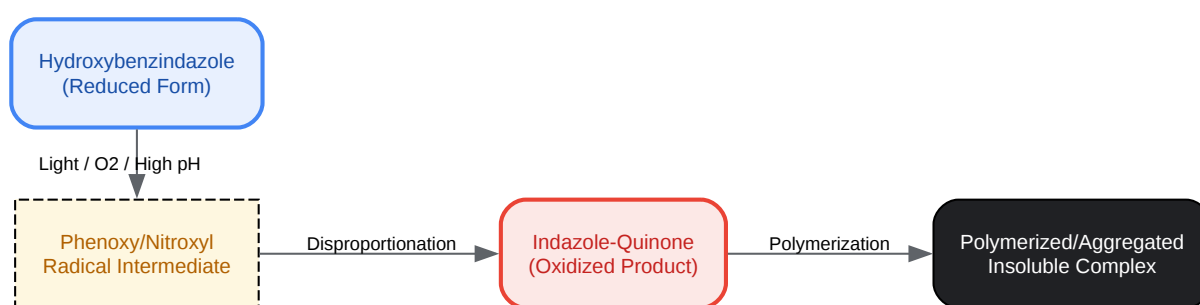 Hydroxybenzindazole
(Reduced Form)
Light / O2 / High pH
Phenoxy/Nitroxyl
Radical Intermediate
Disproportionation
Indazole-Quinone
(Oxidized Product)
Polymerization
Polymerized/Aggregated
Insoluble Complex